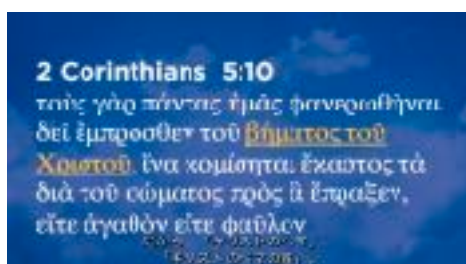 2 Corinthians 5:10
τοὺς γὰρ πάντας ἡμᾶς φανερωθῆναι
δεῖ ἔμπροσθεν τοῦ βήματος τοῦ
Χριστοῦ, ἵνα κομίσηται ἕκαστος τὰ
διὰ τοῦ σώματος πρὸς ἃ ἔπραξεν,
εἴτε ἀγαθὸν εἴτε φαῦλον